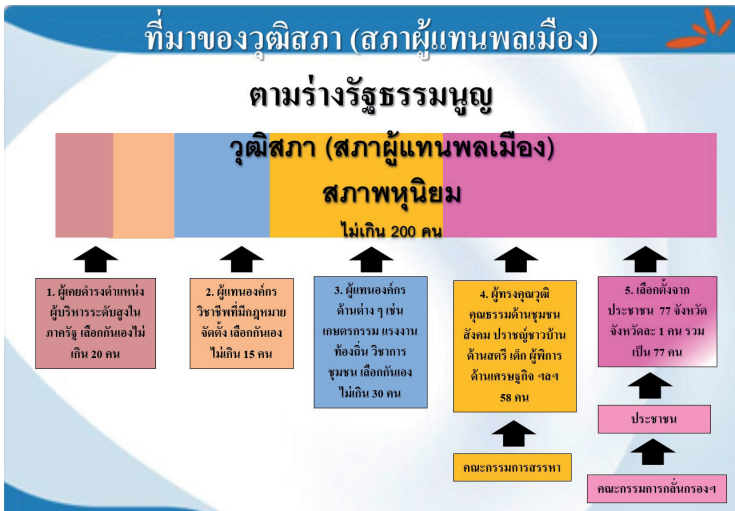 ที่มาของวุฒิสภา (สภาผู้แทนพลเมือง)
ตามร่างรัฐธรรมนูญ
วุฒิสภา (สภาผู้แทนพลเมือง)
สภาพหุนิยม
ไม่เกิน 200 คน
1. ผู้เคยดำรงตำแหน่ง
ผู้บริหารระดับสูงใน
ภาครัฐ เลือกกันเองไม่
เกิน 20 คน
2. ผู้แทนองค์กร
วิชาชีพที่มีกฎหมาย
จัดตั้ง เลือกกันเอง
ไม่เกิน 15 คน
3. ผู้แทนองค์กร
ด้านต่าง ๆ เช่น
เกษตรกรรม แรงงาน
ท้องถิ่น วิชาการ
ชุมชน เลือกกันเอง
ไม่เกิน 30 คน
4. ผู้ทรงคุณวุฒิ
คุณธรรมด้านชุมชน
สังคม ปราชญ์ชาวบ้าน
ด้านสตรี เด็ก ผู้พิการ
ด้านเศรษฐกิจ ฯลฯ
58 คน
คณะกรรมการสรรหา
5. เลือกตั้งจาก
ประชาชน 77 จังหวัด
จังหวัดละ 1 คน รวม
เป็น 77 คน
ประชาชน
คณะกรรมการกลั่นกรองฯ